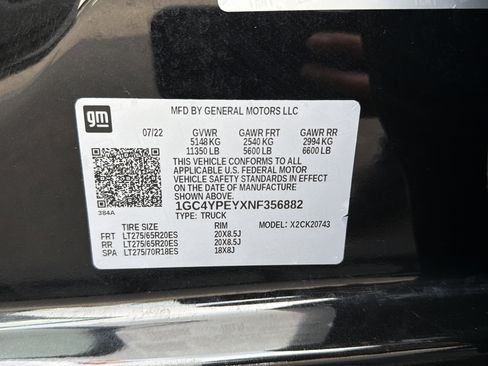 gm
MFD BY GENERAL MOTORS LLC
07/22 GVWR GAWR FRT GAWR RR
5148 KG 2540 KG 2994 KG
11350 LB 5600 LB 6600 LB
THIS VEHICLE CONFORMS TO ALL
APPLICABLE U.S. FEDERAL MOTOR
VEHICLE SAFETY STANDARDS
IN EFFECT ON THE
DATE OF MANUFACTURE
SHOWN ABOVE.
1GC4YPEYXNF356882
384A TYPE: TRUCK
TIRE SIZE RIM MODEL: X2CK20743
FRT LT275/65R20ES 20X8.5J
RR LT275/65R20ES 20X8.5J
SPA LT275/70R18ES 18X8J